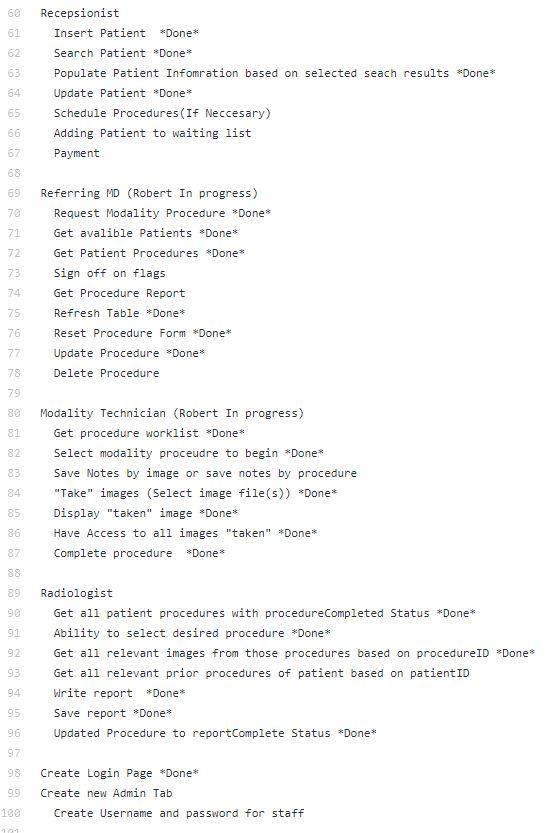 60 Recepsionist
61 Insert Patient *Done*
62 Search Patient *Done*
63 Populate Patient Infomration based on selected seach results *Done*
64 Update Patient *Done*
65 Schedule Procedures(If Neccesary)
66 Adding Patient to waiting list
67 Payment
68
69 Referring MD (Robert In progress)
70 Request Modality Procedure *Done*
71 Get avalible Patients *Done*
72 Get Patient Procedures *Done*
73 Sign off on flags
74 Get Procedure Report
75 Refresh Table *Done*
76 Reset Procedure Form *Done*
77 Update Procedure *Done*
78 Delete Procedure
79
80 Modality Technician (Robert In progress)
81 Get procedure worklist *Done*
82 Select modality proceudre to begin *Done*
83 Save Notes by image or save notes by procedure
84 "Take" images (Select image file(s)) *Done*
85 Display "taken" image *Done*
86 Have Access to all images "taken" *Done*
87 Complete procedure *Done*
88
89 Radiologist
90 Get all patient procedures with procedureCompleted Status *Done*
91 Ability to select desired procedure *Done*
92 Get all relevant images from those procedures based on procedureID *Done*
93 Get all relevant prior procedures of patient based on patientID
94 Write report *Done*
95 Save report *Done*
96 Updated Procedure to reportComplete Status *Done*
97
98 Create Login Page *Done*
99 Create new Admin Tab
100 Create Username and password for staff
101